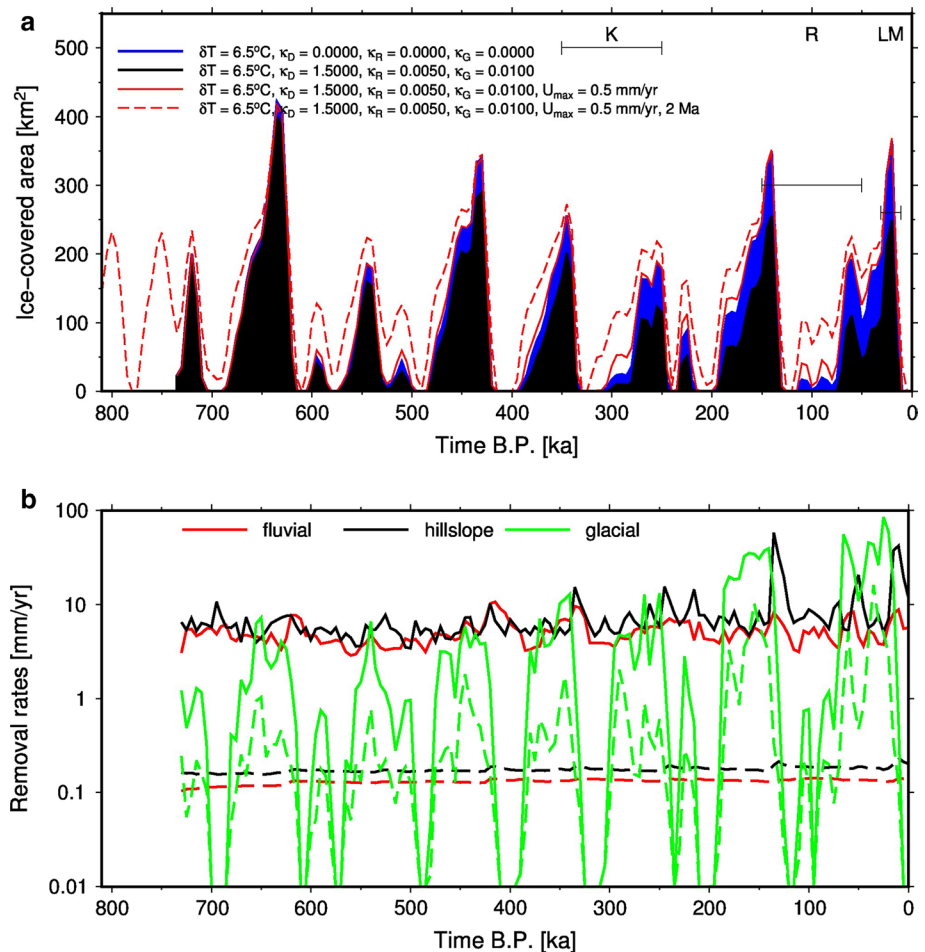 a
K R LM
δT = 6.5ºC, κD = 0.0000, κR = 0.0000, κG = 0.0000
δT = 6.5ºC, κD = 1.5000, κR = 0.0050, κG = 0.0100
δT = 6.5ºC, κD = 1.5000, κR = 0.0050, κG = 0.0100, Umax = 0.5 mm/yr
δT = 6.5ºC, κD = 1.5000, κR = 0.0050, κG = 0.0100, Umax = 0.5 mm/yr, 2 Ma
Ice−covered area [km²]
500
400
300
200
100
0
800 700 600 500 400 300 200 100 0
Time B.P. [ka]
b
fluvial hillslope glacial
Removal rates [mm/yr]
100
10
1
0.1
0.01
800 700 600 500 400 300 200 100 0
Time B.P. [ka]